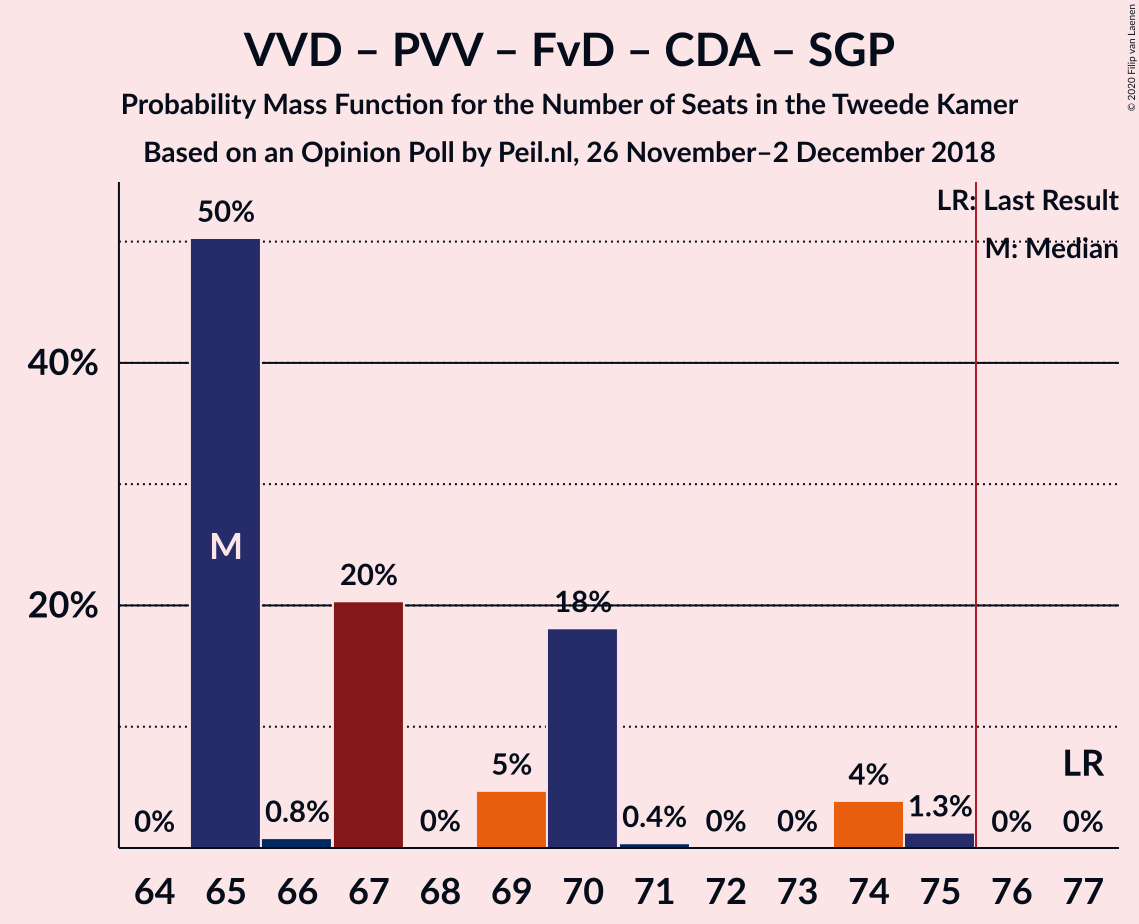 VVD – PVV – FvD – CDA – SGP
Probability Mass Function for the Number of Seats in the Tweede Kamer
Based on an Opinion Poll by Peil.nl, 26 November–2 December 2018
© 2020 Filip van Laenen
LR: Last Result
M: Median
50%
40%
M
20%
20%
18%
LR
5%
4%
0%
0.8%
0%
0.4%
0%
0%
1.3%
0%
0%
64 65 66 67 68 69 70 71 72 73 74 75 76 77